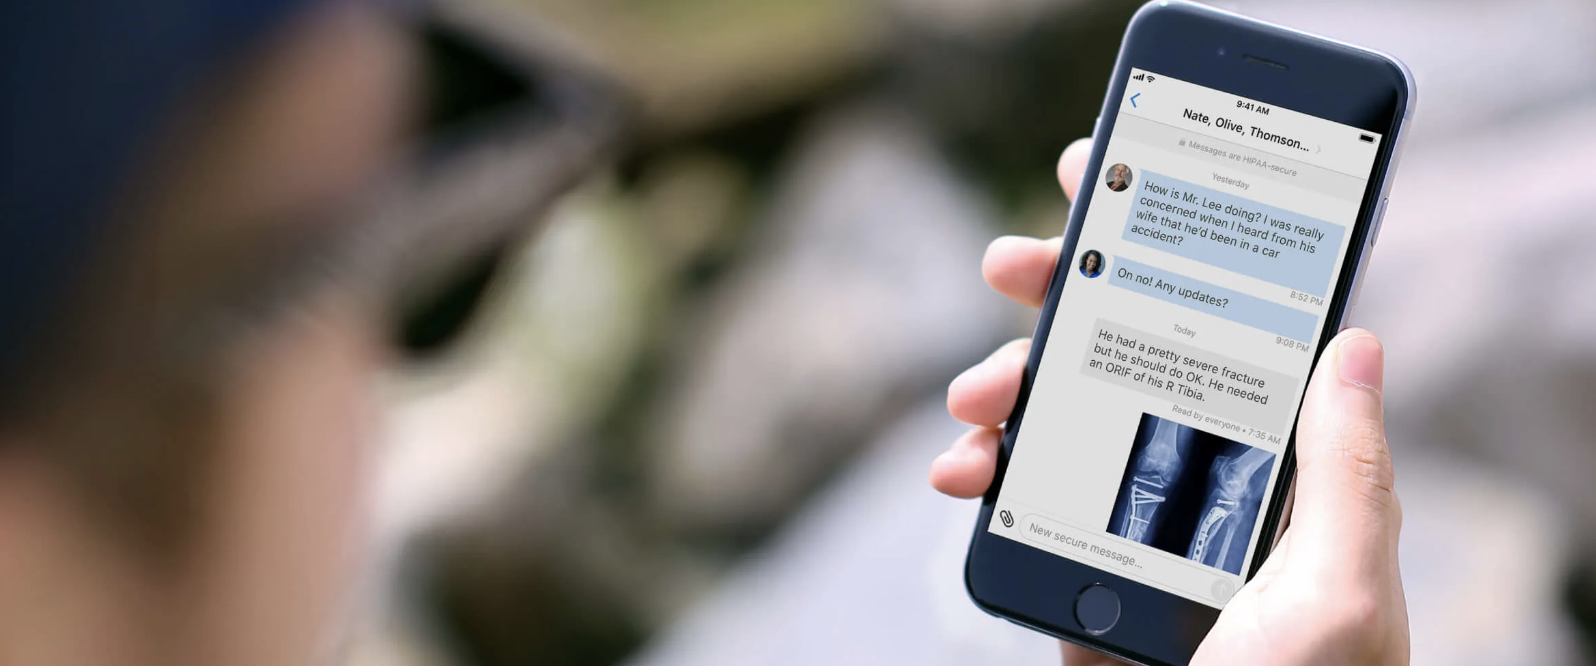 9:41 AM
Nate, Olive, Thomson...
Messages are HIPAA-secure
Yesterday
How is Mr. Lee doing? I was really
concerned when I heard from his
wife that he'd been in a car
accident?
8:52 PM
On no! Any updates?
9:08 PM
Today
He had a pretty severe fracture
but he should do OK. He needed
an ORIF of his R Tibia.
Read by everyone • 7:35 AM
New secure message...